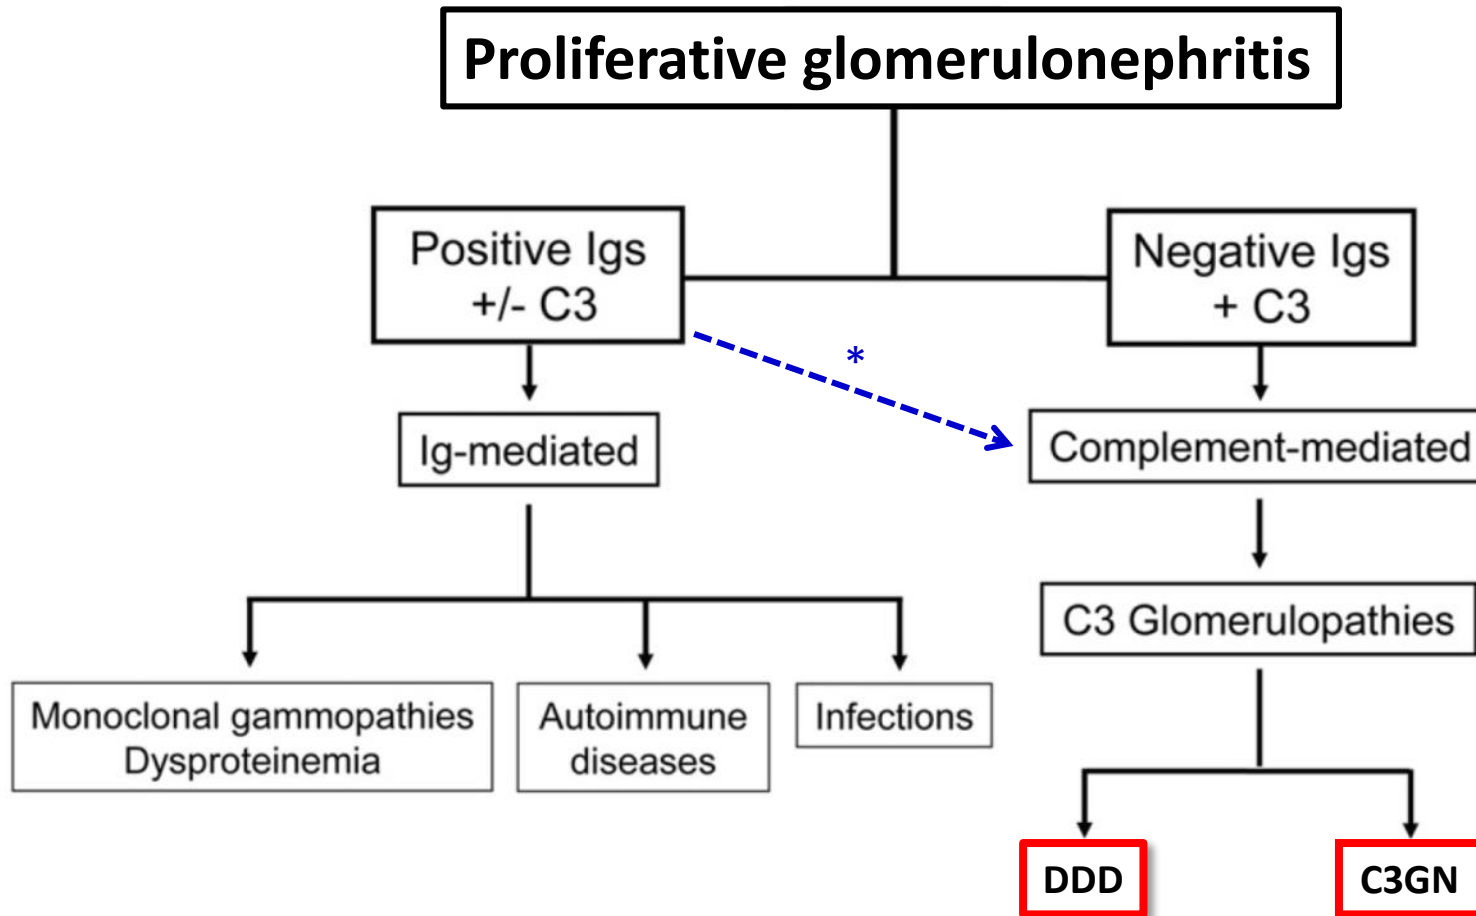 Proliferative glomerulonephritis
Positive Igs
+/- C3
Negative Igs
+ C3
*
Ig-mediated
Complement-mediated
C3 Glomerulopathies
Monoclonal gammopathies
Dysproteinemia
Autoimmune
diseases
Infections
DDD
C3GN